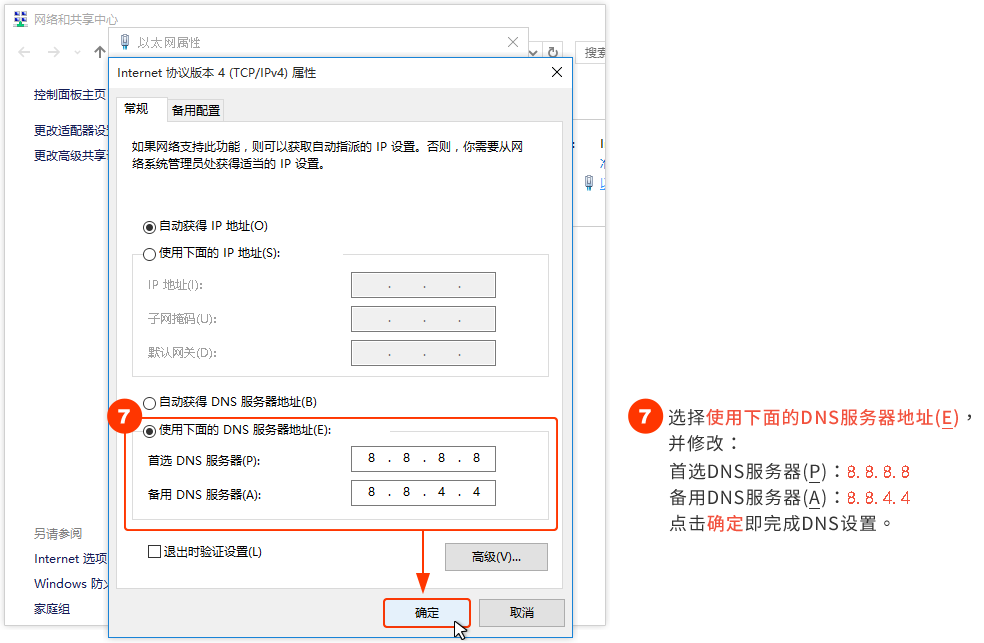 网络和共享中心
以太网属性
搜索
Internet 协议版本 4 (TCP/IPv4) 属性
控制面板主页
更改适配器设
更改高级共享
常规
备用配置
如果网络支持此功能，则可以获取自动指派的 IP 设置。否则，你需要从网
络系统管理员处获得适当的 IP 设置。
自动获得 IP 地址(O)
使用下面的 IP 地址(S):
IP 地址(I):
子网掩码(U):
默认网关(D):
自动获得 DNS 服务器地址(B)
7
使用下面的 DNS 服务器地址(E):
首选 DNS 服务器(P):
8 . 8 . 8 . 8
备用 DNS 服务器(A):
8 . 8 . 4 . 4
退出时验证设置(L)
高级(V)...
确定
取消
另请参阅
Internet 选项
Windows 防火
家庭组
7 选择使用下面的DNS服务器地址(E)，
并修改：
首选DNS服务器(P)：8.8.8.8
备用DNS服务器(A)：8.8.4.4
点击确定即完成DNS设置。